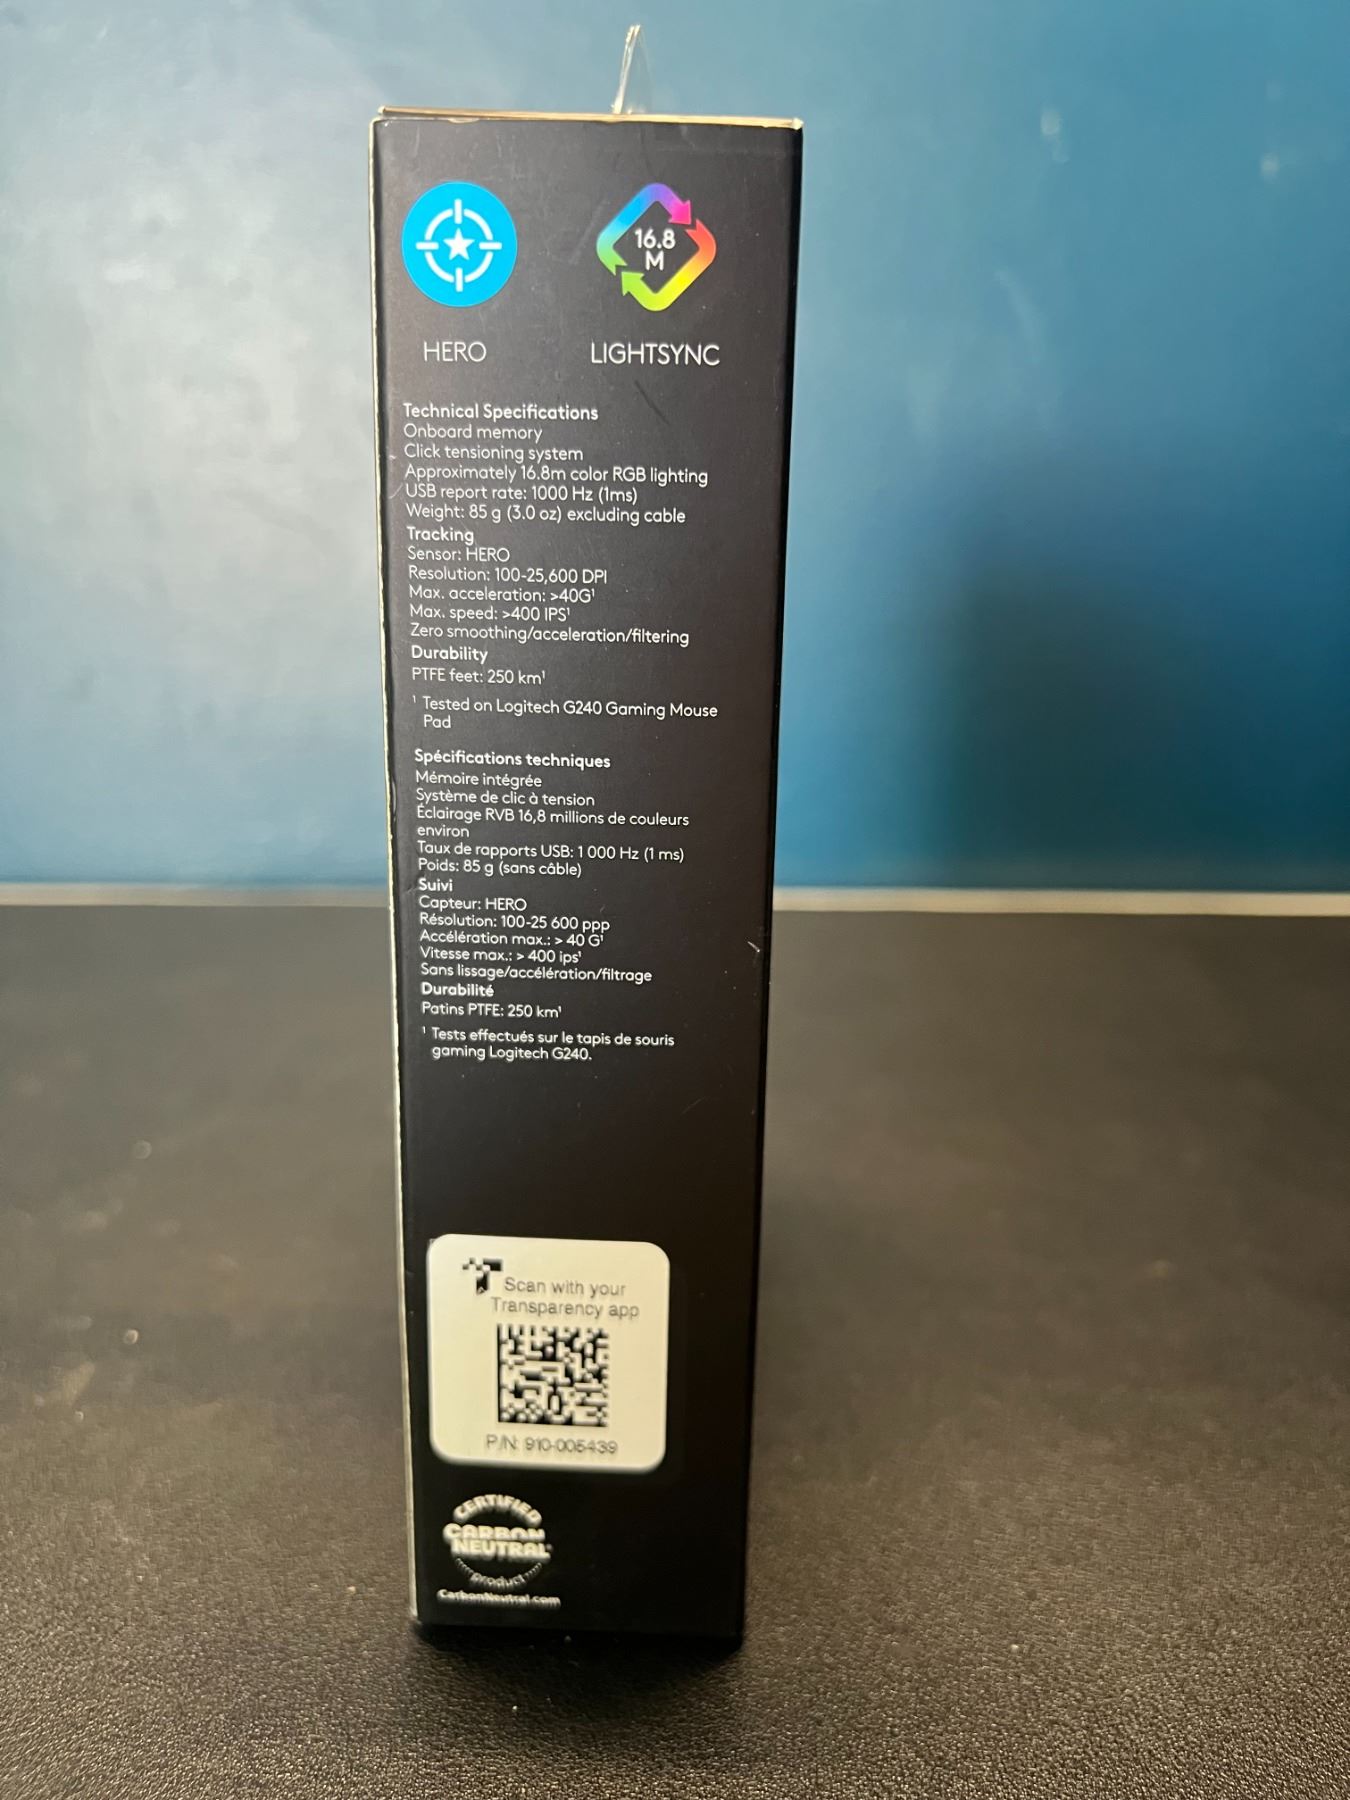 16.8
M
HERO
LIGHTSYNC
Technical Specifications
Onboard memory
Click tensioning system
Approximately 16.8m color RGB lighting
USB report rate: 1000 Hz (1ms)
Weight: 85 g (3.0 oz) excluding cable
Tracking
Sensor: HERO
Resolution: 100-25,600 DPI
Max. acceleration: >40G¹
Max. speed: >400 IPS¹
Zero smoothing/acceleration/filtering
Durability
PTFE feet: 250 km¹
¹ Tested on Logitech G240 Gaming Mouse
Pad
Spécifications techniques
Mémoire intégrée
Système de clic à tension
Éclairage RVB 16,8 millions de couleurs
environ
Taux de rapports USB: 1 000 Hz (1 ms)
Poids: 85 g (sans câble)
Suivi
Capteur: HERO
Résolution: 100-25 600 ppp
Accélération max.: > 40 G¹
Vitesse max.: > 400 ips¹
Sans lissage/accélération/filtrage
Durabilité
Patins PTFE: 250 km¹
¹ Tests effectués sur le tapis de souris
gaming Logitech G240.
Scan with your
Transparency app
P/N: 910-005439
CERTIFIED
CARBON
NEUTRAL
product
CarbonNeutral.com